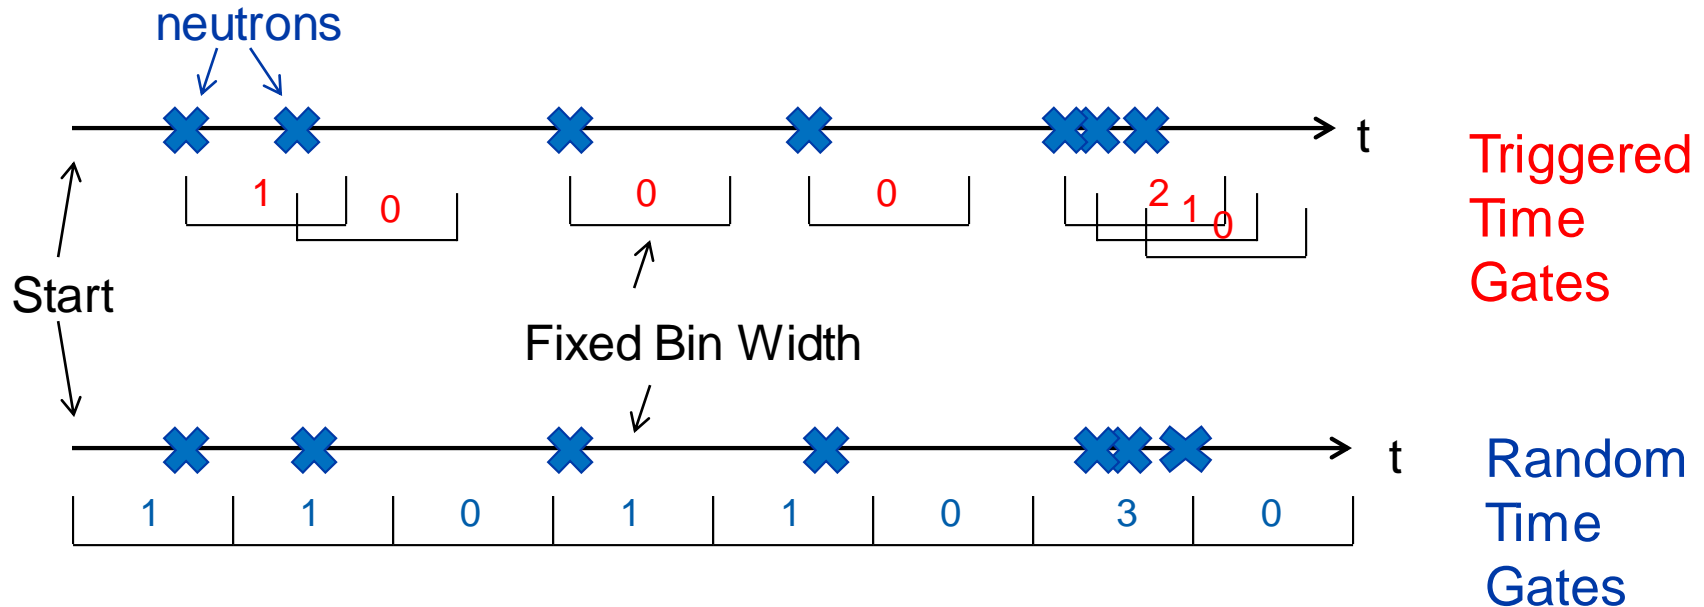 neutrons
t
Triggered
Time
Gates
1 0 0 0 2 1 0
Start
Fixed Bin Width
t
Random
Time
Gates
1 1 0 1 1 0 3 0